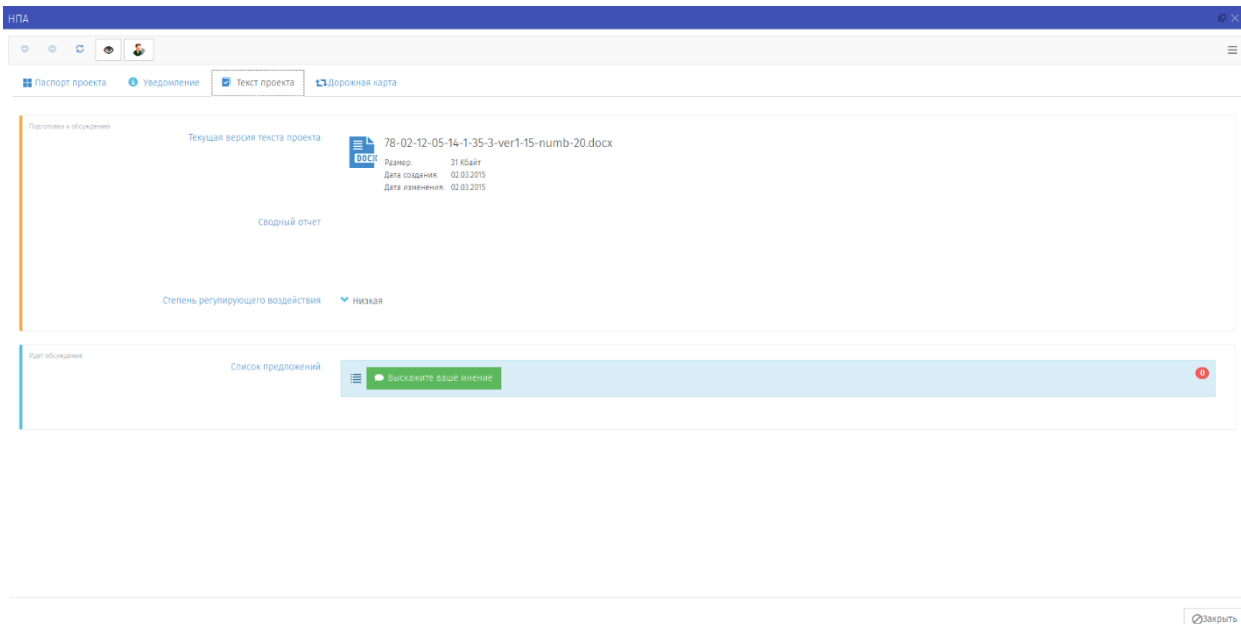 НПА
Паспорт проекта Уведомление Текст проекта Дорожная карта
Подготовка к обсуждению
Текущая версия текста проекта
78-02-12-05-14-1-35-3-ver1-15-numb-20.docx
DOCX
Размер: 31 Кбайт
Дата создания: 02.03.2015
Дата изменения: 02.03.2015
Сводный отчет
Степень регулирующего воздействия Низкая
Идет обсуждение
Список предложений
Выскажите ваше мнение 0
Закрыть